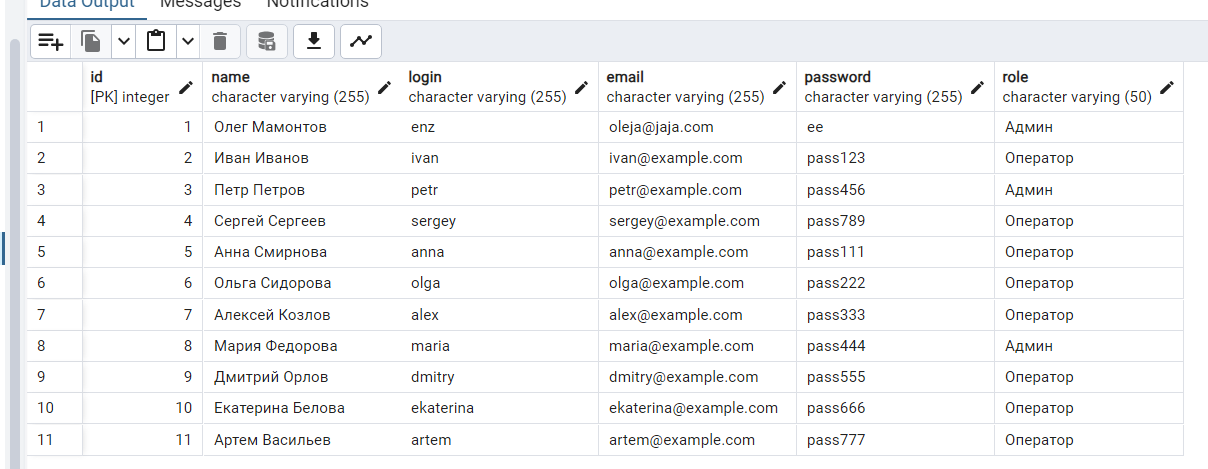 Data Output Messages Notifications
id name login email password role
[PK] integer character varying (255) character varying (255) character varying (255) character varying (255) character varying (50)
1 1 Олег Мамонтов enz oleja@jaja.com ee Админ
2 2 Иван Иванов ivan ivan@example.com pass123 Оператор
3 3 Петр Петров petr petr@example.com pass456 Админ
4 4 Сергей Сергеев sergey sergey@example.com pass789 Оператор
5 5 Анна Смирнова anna anna@example.com pass111 Оператор
6 6 Ольга Сидорова olga olga@example.com pass222 Оператор
7 7 Алексей Козлов alex alex@example.com pass333 Оператор
8 8 Мария Федорова maria maria@example.com pass444 Админ
9 9 Дмитрий Орлов dmitry dmitry@example.com pass555 Оператор
10 10 Екатерина Белова ekaterina ekaterina@example.com pass666 Оператор
11 11 Артем Васильев artem artem@example.com pass777 Оператор